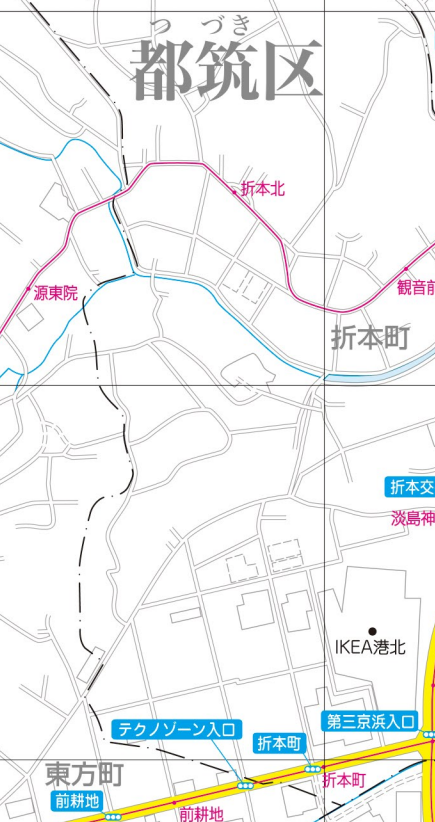 つづき
都筑区
折本北
観音前
源東院
折本町
折本交
淡島神
IKEA港北
第三京浜入口
テクノゾーン入口
折本町
東方町
折本町
前耕地
前耕地